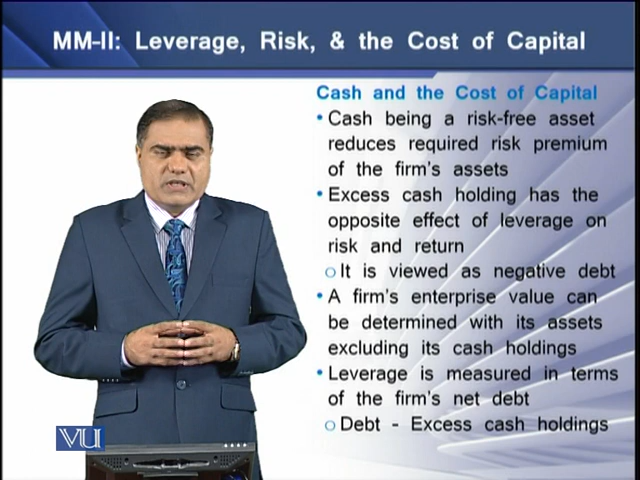 MM-II: Leverage, Risk, & the Cost of Capital
Cash and the Cost of Capital
• Cash being a risk-free asset
reduces required risk premium
of the firm's assets
• Excess cash holding has the
opposite effect of leverage on
risk and return
o It is viewed as negative debt
• A firm's enterprise value can
be determined with its assets
excluding its cash holdings
• Leverage is measured in terms
of the firm's net debt
o Debt - Excess cash holdings
VU